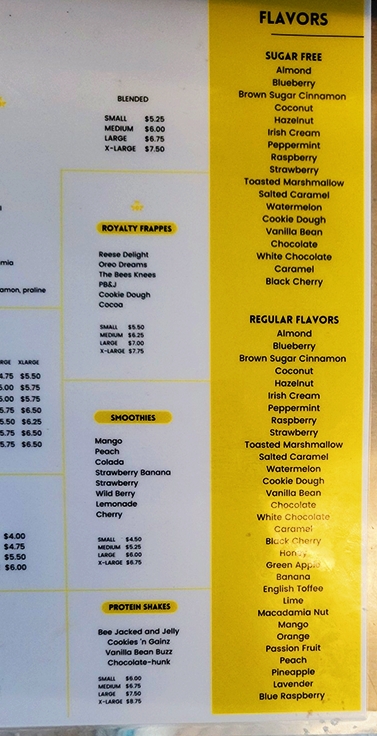 mia
amon, praline
RGE XLARGE
4.75 $5.50
5.00 $5.75
5.00 $5.75
5.75 $6.50
5.50 $6.25
5.75 $6.50
5.75 $6.50
$4.00
$4.75
$5.50
$6.00
BLENDED
SMALL $5.25
MEDIUM $6.00
LARGE $6.75
X-LARGE $7.50
ROYALTY FRAPPES
Reese Delight
Oreo Dreams
The Bees Knees
PB&J
Cookie Dough
Cocoa
SMALL $5.50
MEDIUM $6.25
LARGE $7.00
X-LARGE $7.75
SMOOTHIES
Mango
Peach
Colada
Strawberry Banana
Strawberry
Wild Berry
Lemonade
Cherry
SMALL $4.50
MEDIUM $5.25
LARGE $6.00
X-LARGE $6.75
PROTEIN SHAKES
Bee Jacked and Jelly
Cookies 'n Gainz
Vanilla Bean Buzz
Chocolate-hunk
SMALL $6.00
MEDIUM $6.75
LARGE $7.50
X-LARGE $8.75
FLAVORS
SUGAR FREE
Almond
Blueberry
Brown Sugar Cinnamon
Coconut
Hazelnut
Irish Cream
Peppermint
Raspberry
Strawberry
Toasted Marshmallow
Salted Caramel
Watermelon
Cookie Dough
Vanilla Bean
Chocolate
White Chocolate
Caramel
Black Cherry
REGULAR FLAVORS
Almond
Blueberry
Brown Sugar Cinnamon
Coconut
Hazelnut
Irish Cream
Peppermint
Raspberry
Strawberry
Toasted Marshmallow
Salted Caramel
Watermelon
Cookie Dough
Vanilla Bean
Chocolate
White Chocolate
Caramel
Black Cherry
Honey
Green Apple
Banana
English Toffee
Lime
Macadamia Nut
Mango
Orange
Passion Fruit
Peach
Pineapple
Lavender
Blue Raspberry